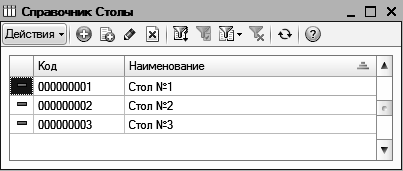 Справочник Столы
Действия
Код Наименование
000000001 Стол №1
000000002 Стол №2
000000003 Стол №3